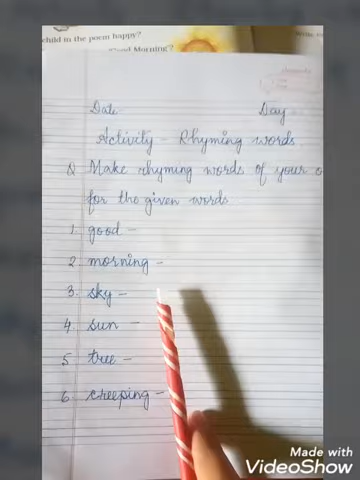 child in the poem happy?
Good Morning?
Date- Day-
Activity - Rhyming words
Q Make rhyming words of your o
for the given words
1. good -
2. morning -
3. sky -
4. sun -
5 tree -
6 creeping -
Made with
VideoShow